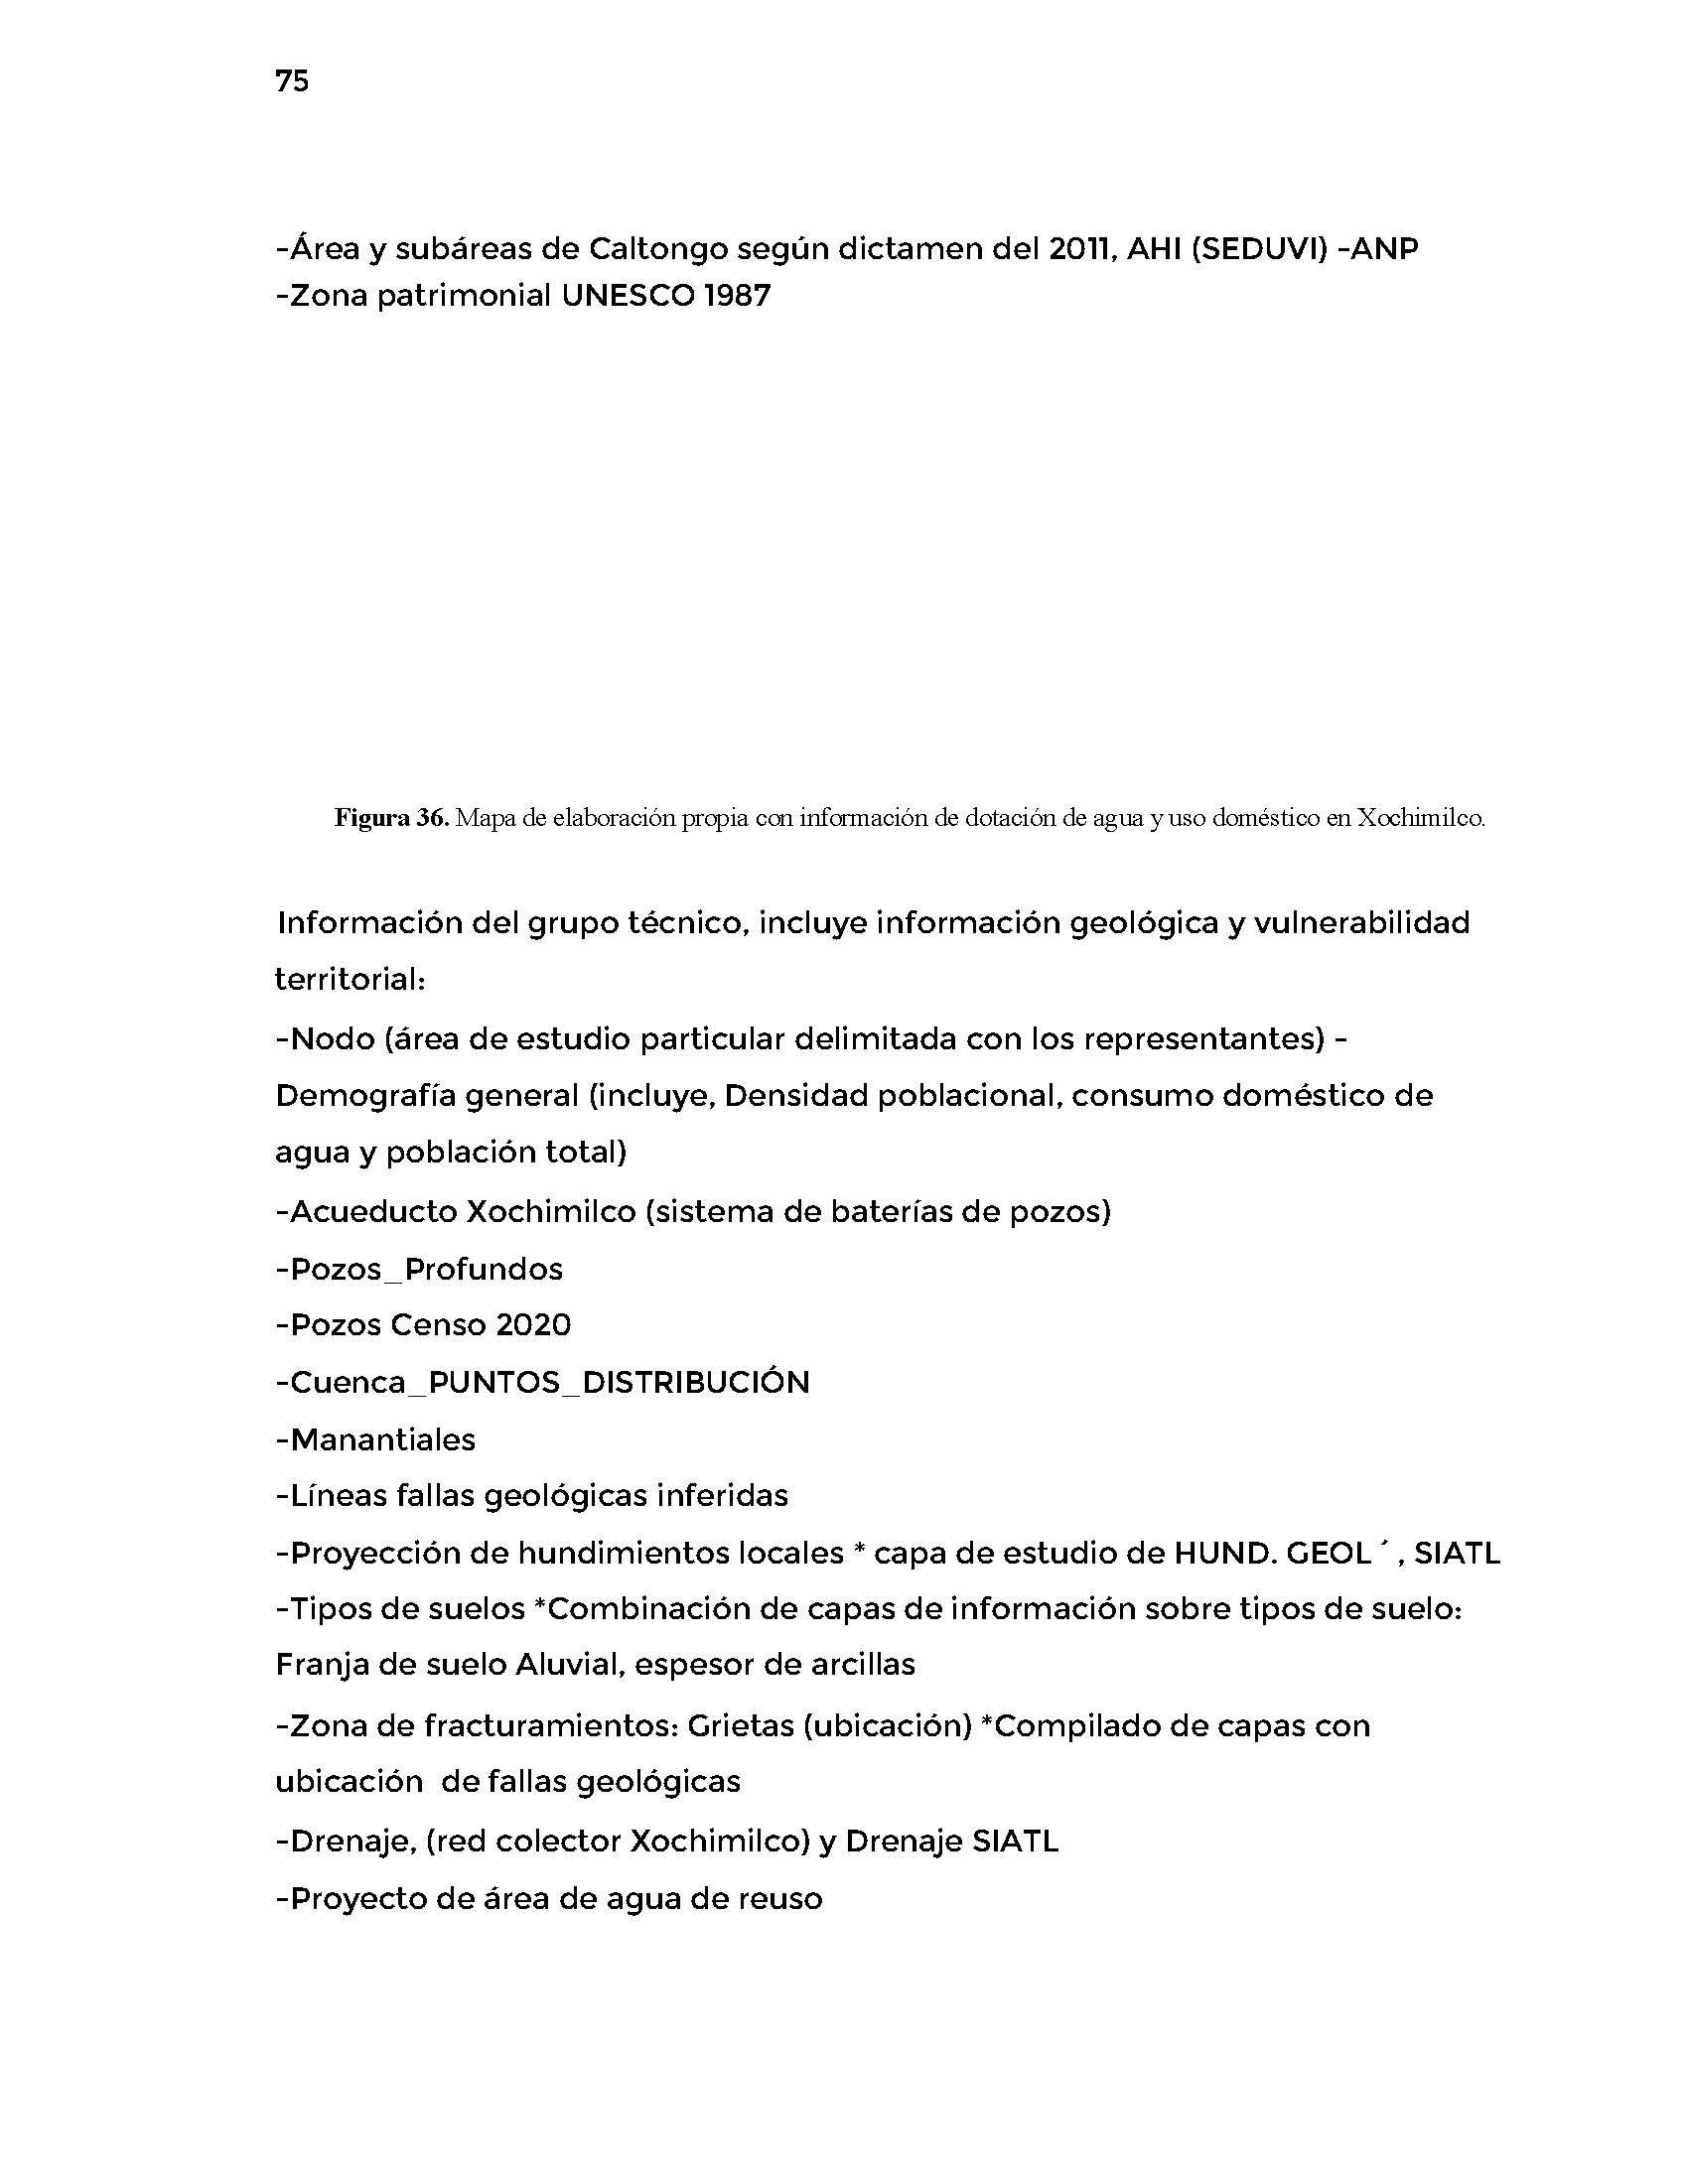 75
-Área y subáreas de Caltongo según dictamen del 2011, AHI (SEDUVI) -ANP
-Zona patrimonial UNESCO 1987
Figura 36. Mapa de elaboración propia con información de dotación de agua y uso doméstico en Xochimilco.
Información del grupo técnico, incluye información geológica y vulnerabilidad
territorial:
-Nodo (área de estudio particular delimitada con los representantes) -
Demografía general (incluye, Densidad poblacional, consumo doméstico de
agua y población total)
-Acueducto Xochimilco (sistema de baterías de pozos)
-Pozos_Profundos
-Pozos Censo 2020
-Cuenca_PUNTOS_DISTRIBUCIÓN
-Manantiales
-Líneas fallas geológicas inferidas
-Proyección de hundimientos locales * capa de estudio de HUND. GEOL ´ , SIATL
-Tipos de suelos *Combinación de capas de información sobre tipos de suelo:
Franja de suelo Aluvial, espesor de arcillas
-Zona de fracturamientos: Grietas (ubicación) *Compilado de capas con
ubicación  de fallas geológicas
-Drenaje, (red colector Xochimilco) y Drenaje SIATL
-Proyecto de área de agua de reuso